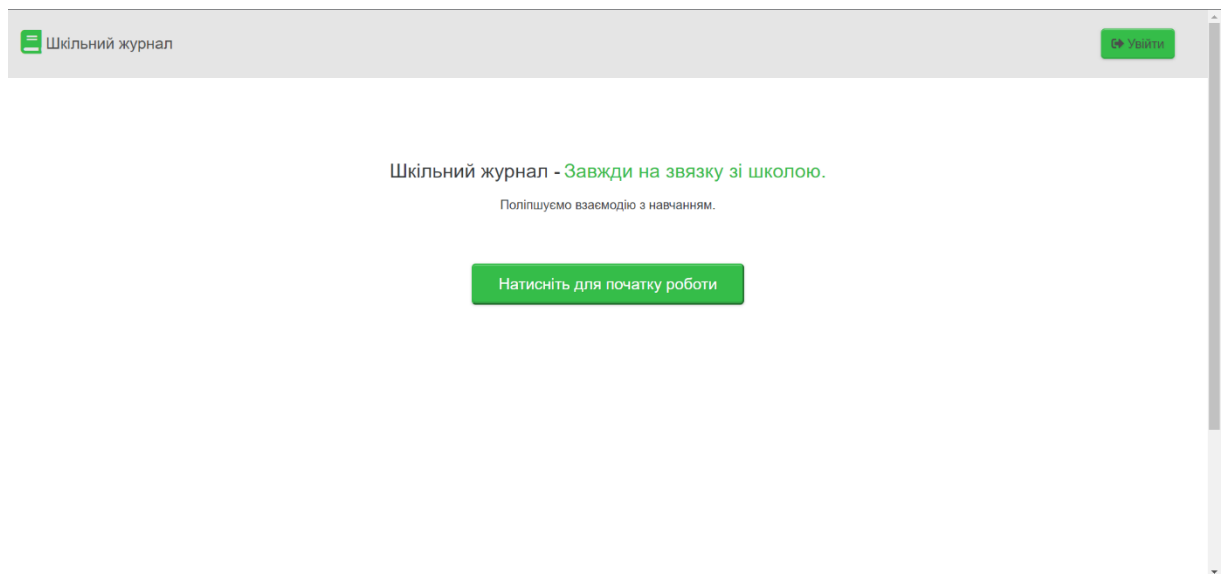 Шкільний журнал
Увійти
Шкільний журнал - Завжди на звязку зі школою.
Поліпшуємо взаємодію з навчанням.
Натисніть для початку роботи